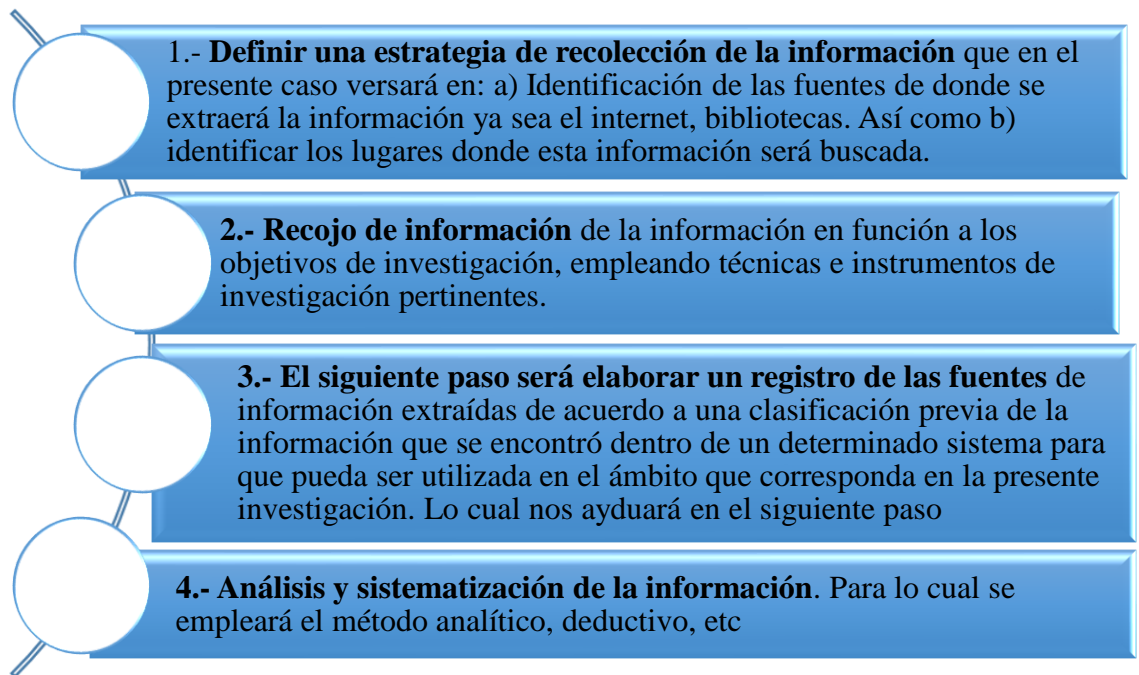 1.- Definir una estrategia de recolección de la información que en el
presente caso versará en: a) Identificación de las fuentes de donde se
extraerá la información ya sea el internet, bibliotecas. Así como b)
identificar los lugares donde esta información será buscada.
2.- Recojo de información de la información en función a los
objetivos de investigación, empleando técnicas e instrumentos de
investigación pertinentes.
3.- El siguiente paso será elaborar un registro de las fuentes de
información extraídas de acuerdo a una clasificación previa de la
información que se encontró dentro de un determinado sistema para
que pueda ser utilizada en el ámbito que corresponda en la presente
investigación. Lo cual nos ayduará en el siguiente paso
4.- Análisis y sistematización de la información. Para lo cual se
empleará el método analítico, deductivo, etc